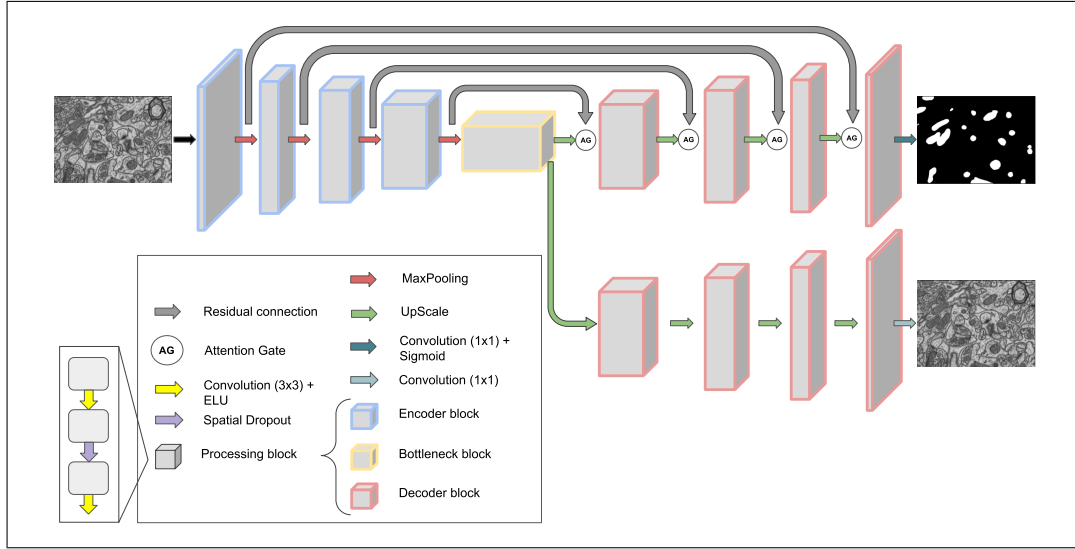 AG
AG
AG
AG
MaxPooling
Residual connection
UpScale
AG
Attention Gate
Convolution (1x1) +
Sigmoid
Convolution (3x3) +
ELU
Convolution (1x1)
Spatial Dropout
Encoder block
Processing block
Bottleneck block
Decoder block